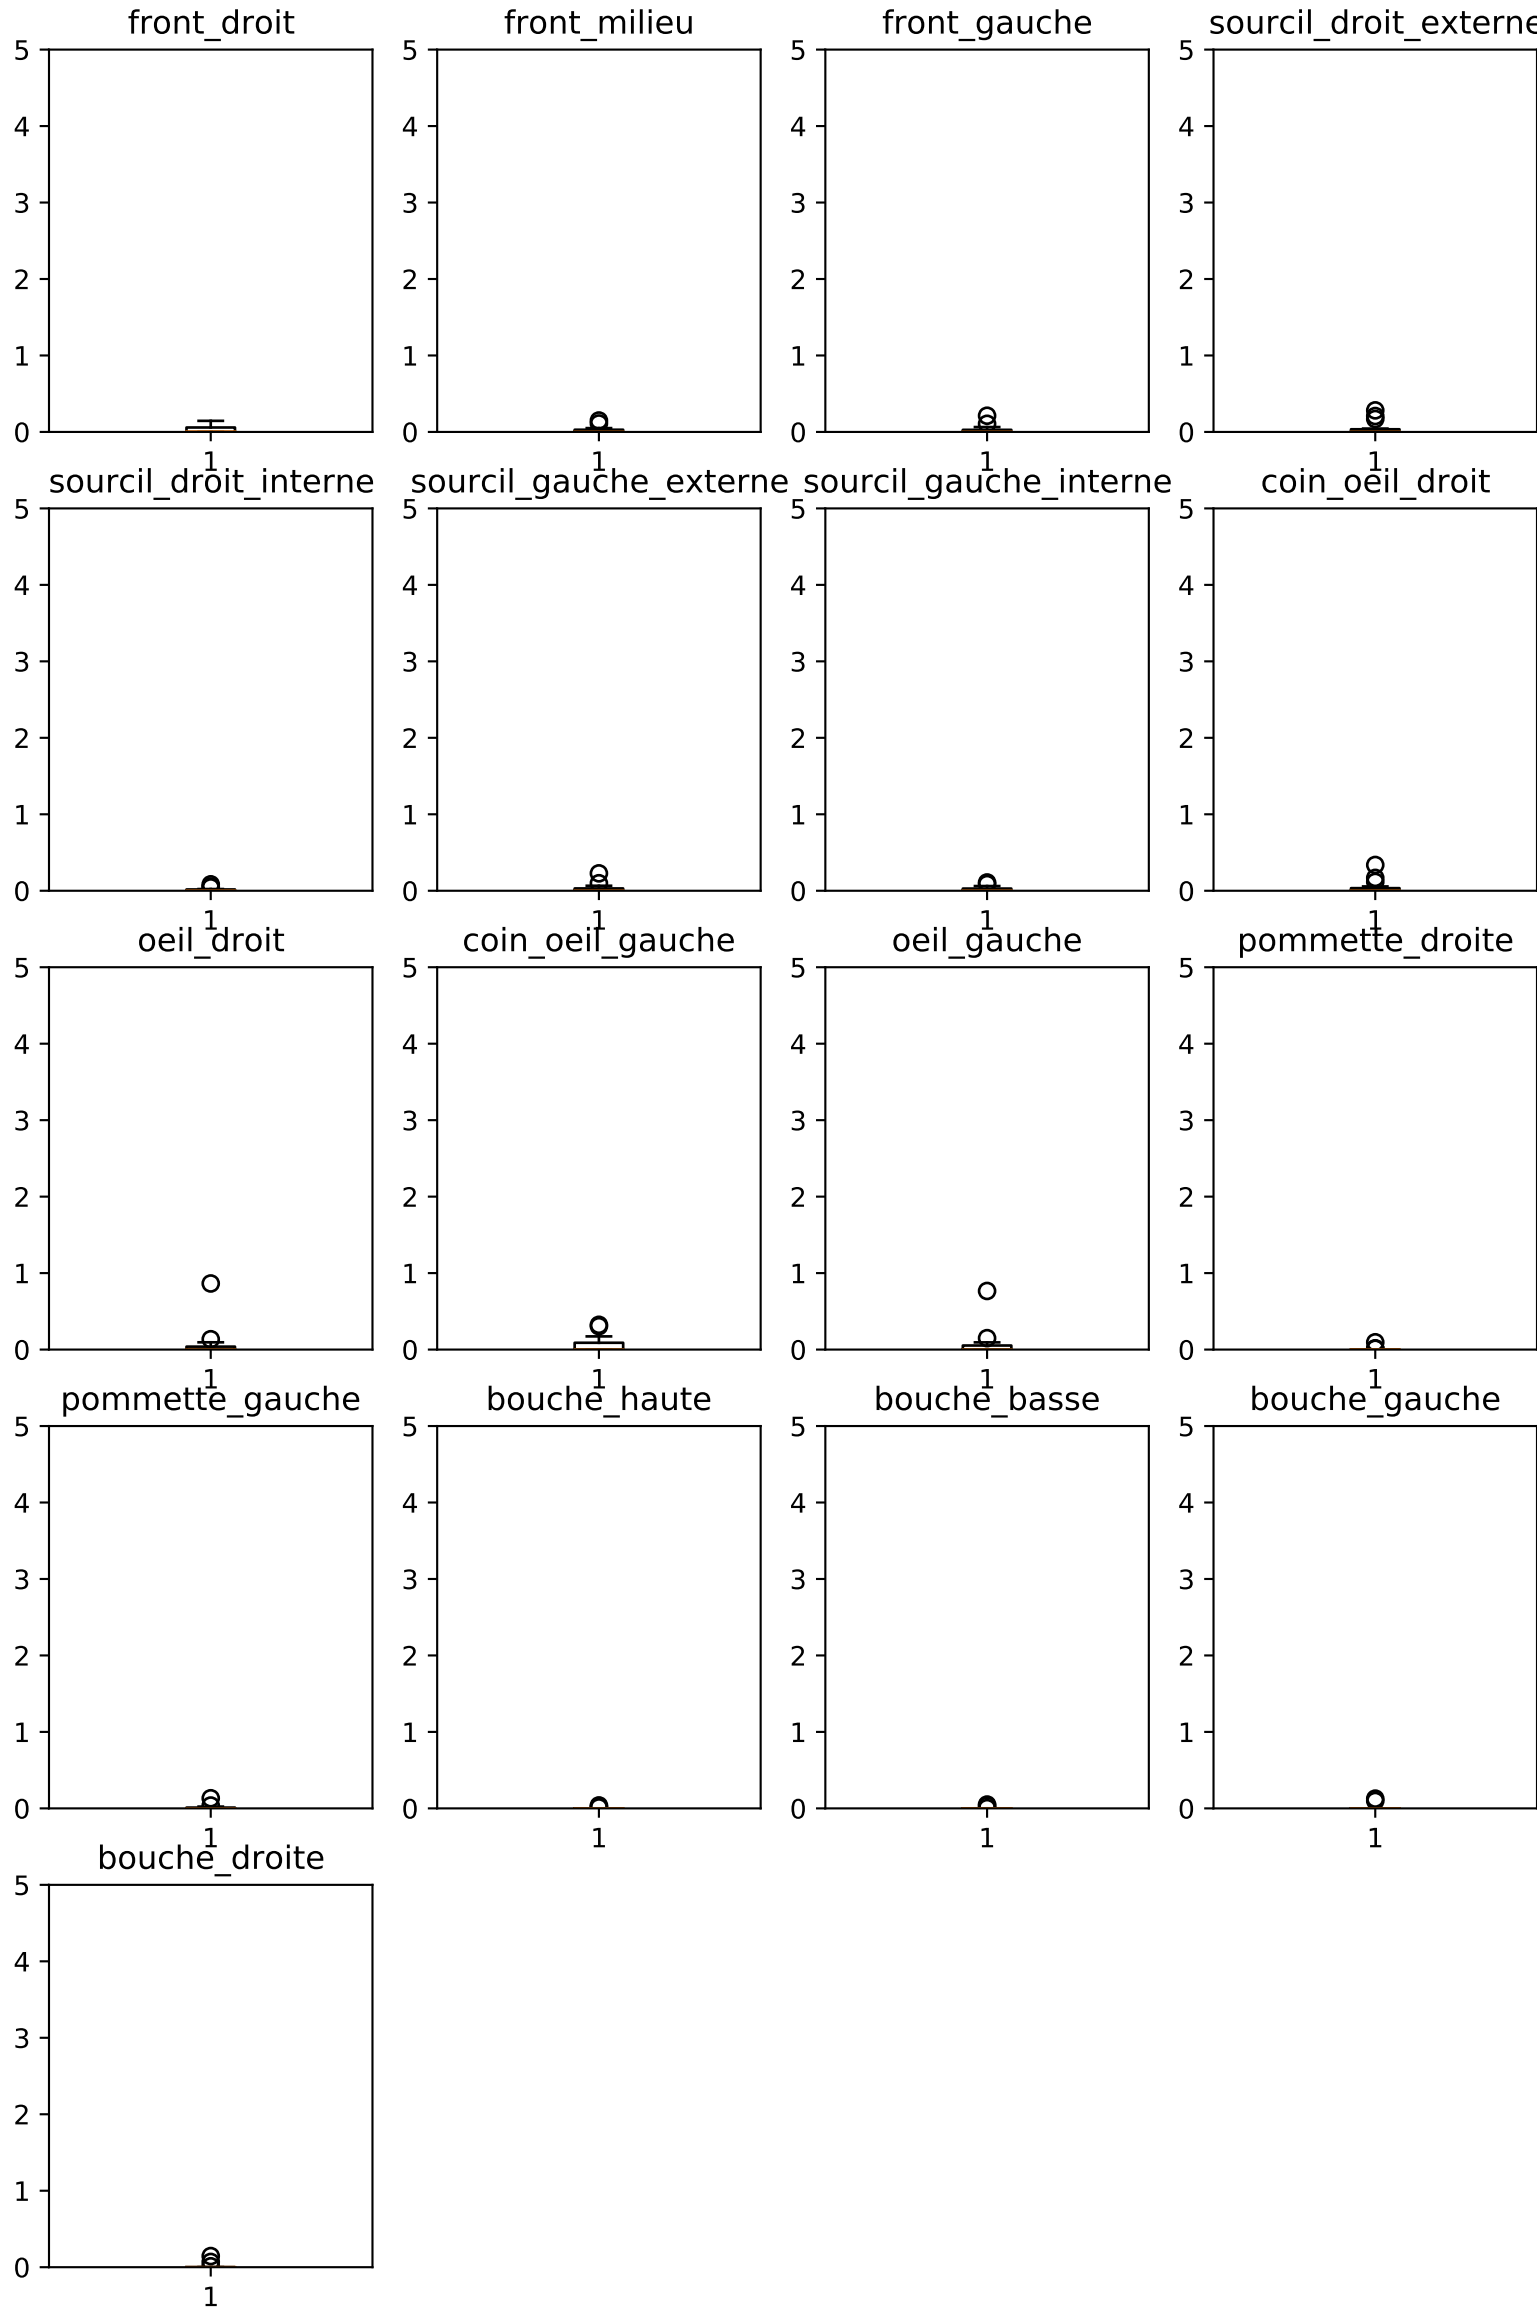 front_droit front_milieu front_gauche sourcil_droit_externe
5 5 5 5
4 4 4 4
3 3 3 3
2 2 2 2
1 1 1 1
0 0 0 0
1 1 1 1
sourcil_droit_interne sourcil_gauche_externe sourcil_gauche_interne coin_oeil_droit
5 5 5 5
4 4 4 4
3 3 3 3
2 2 2 2
1 1 1 1
0 0 0 0
1 1 1 1
oeil_droit coin_oeil_gauche oeil_gauche pommette_droite
5 5 5 5
4 4 4 4
3 3 3 3
2 2 2 2
1 1 1 1
0 0 0 0
1 1 1 1
pommette_gauche bouche_haute bouche_basse bouche_gauche
5 5 5 5
4 4 4 4
3 3 3 3
2 2 2 2
1 1 1 1
0 0 0 0
1 1 1 1
bouche_droite
5
4
3
2
1
0
1